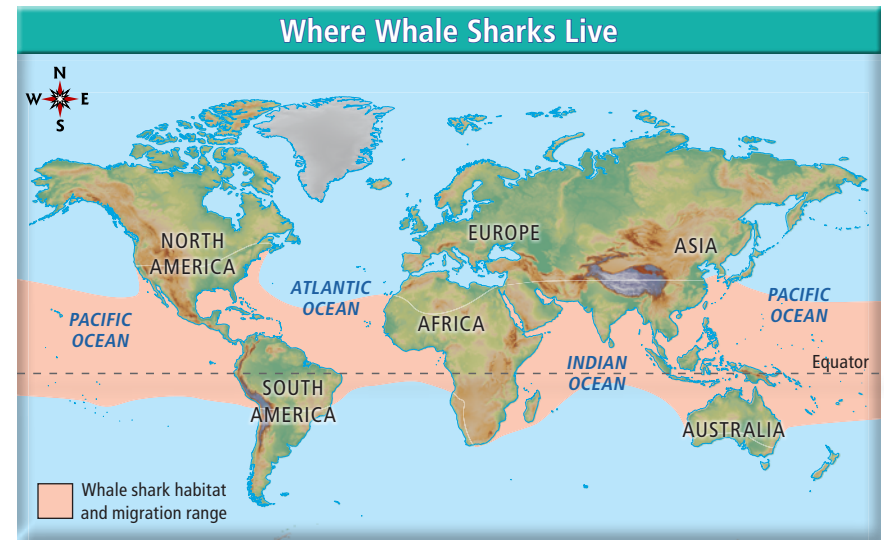 Where Whale Sharks Live
N
W E
S
NORTH
AMERICA
EUROPE
ASIA
ATLANTIC
OCEAN
PACIFIC
OCEAN
PACIFIC
OCEAN
AFRICA
INDIAN
OCEAN
Equator
SOUTH
AMERICA
AUSTRALIA
Whale shark habitat
and migration range